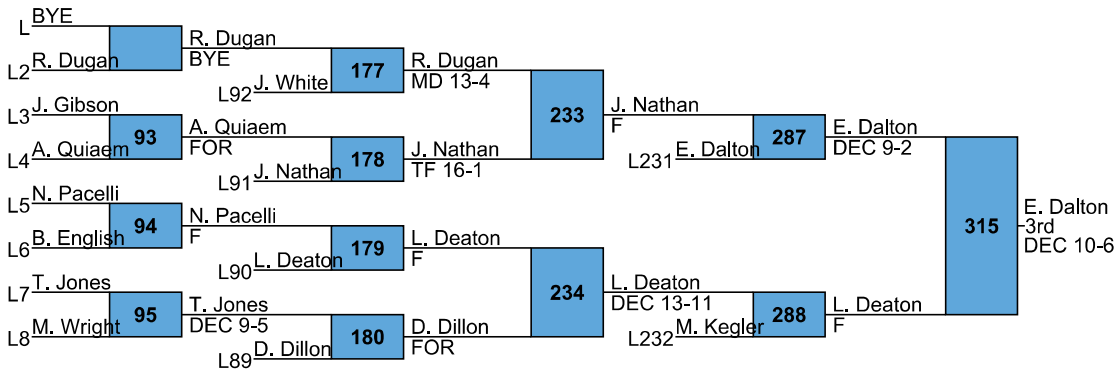 L BYE
L2 R. Dugan
R. Dugan
BYE
L92 J. White
177
R. Dugan
MD 13-4
L3 J. Gibson
93
L4 A. Quiaem
A. Quiaem
FOR
L91 J. Nathan
178
J. Nathan
TF 16-1
233
J. Nathan
F
L231 E. Dalton
287
E. Dalton
DEC 9-2
L5 N. Pacelli
94
L6 B. English
N. Pacelli
F
L90 L. Deaton
179
L. Deaton
F
L7 T. Jones
95
L8 M. Wright
T. Jones
DEC 9-5
L89 D. Dillon
180
D. Dillon
FOR
234
L. Deaton
DEC 13-11
L232 M. Kegler
288
L. Deaton
F
315
E. Dalton
3rd
DEC 10-6